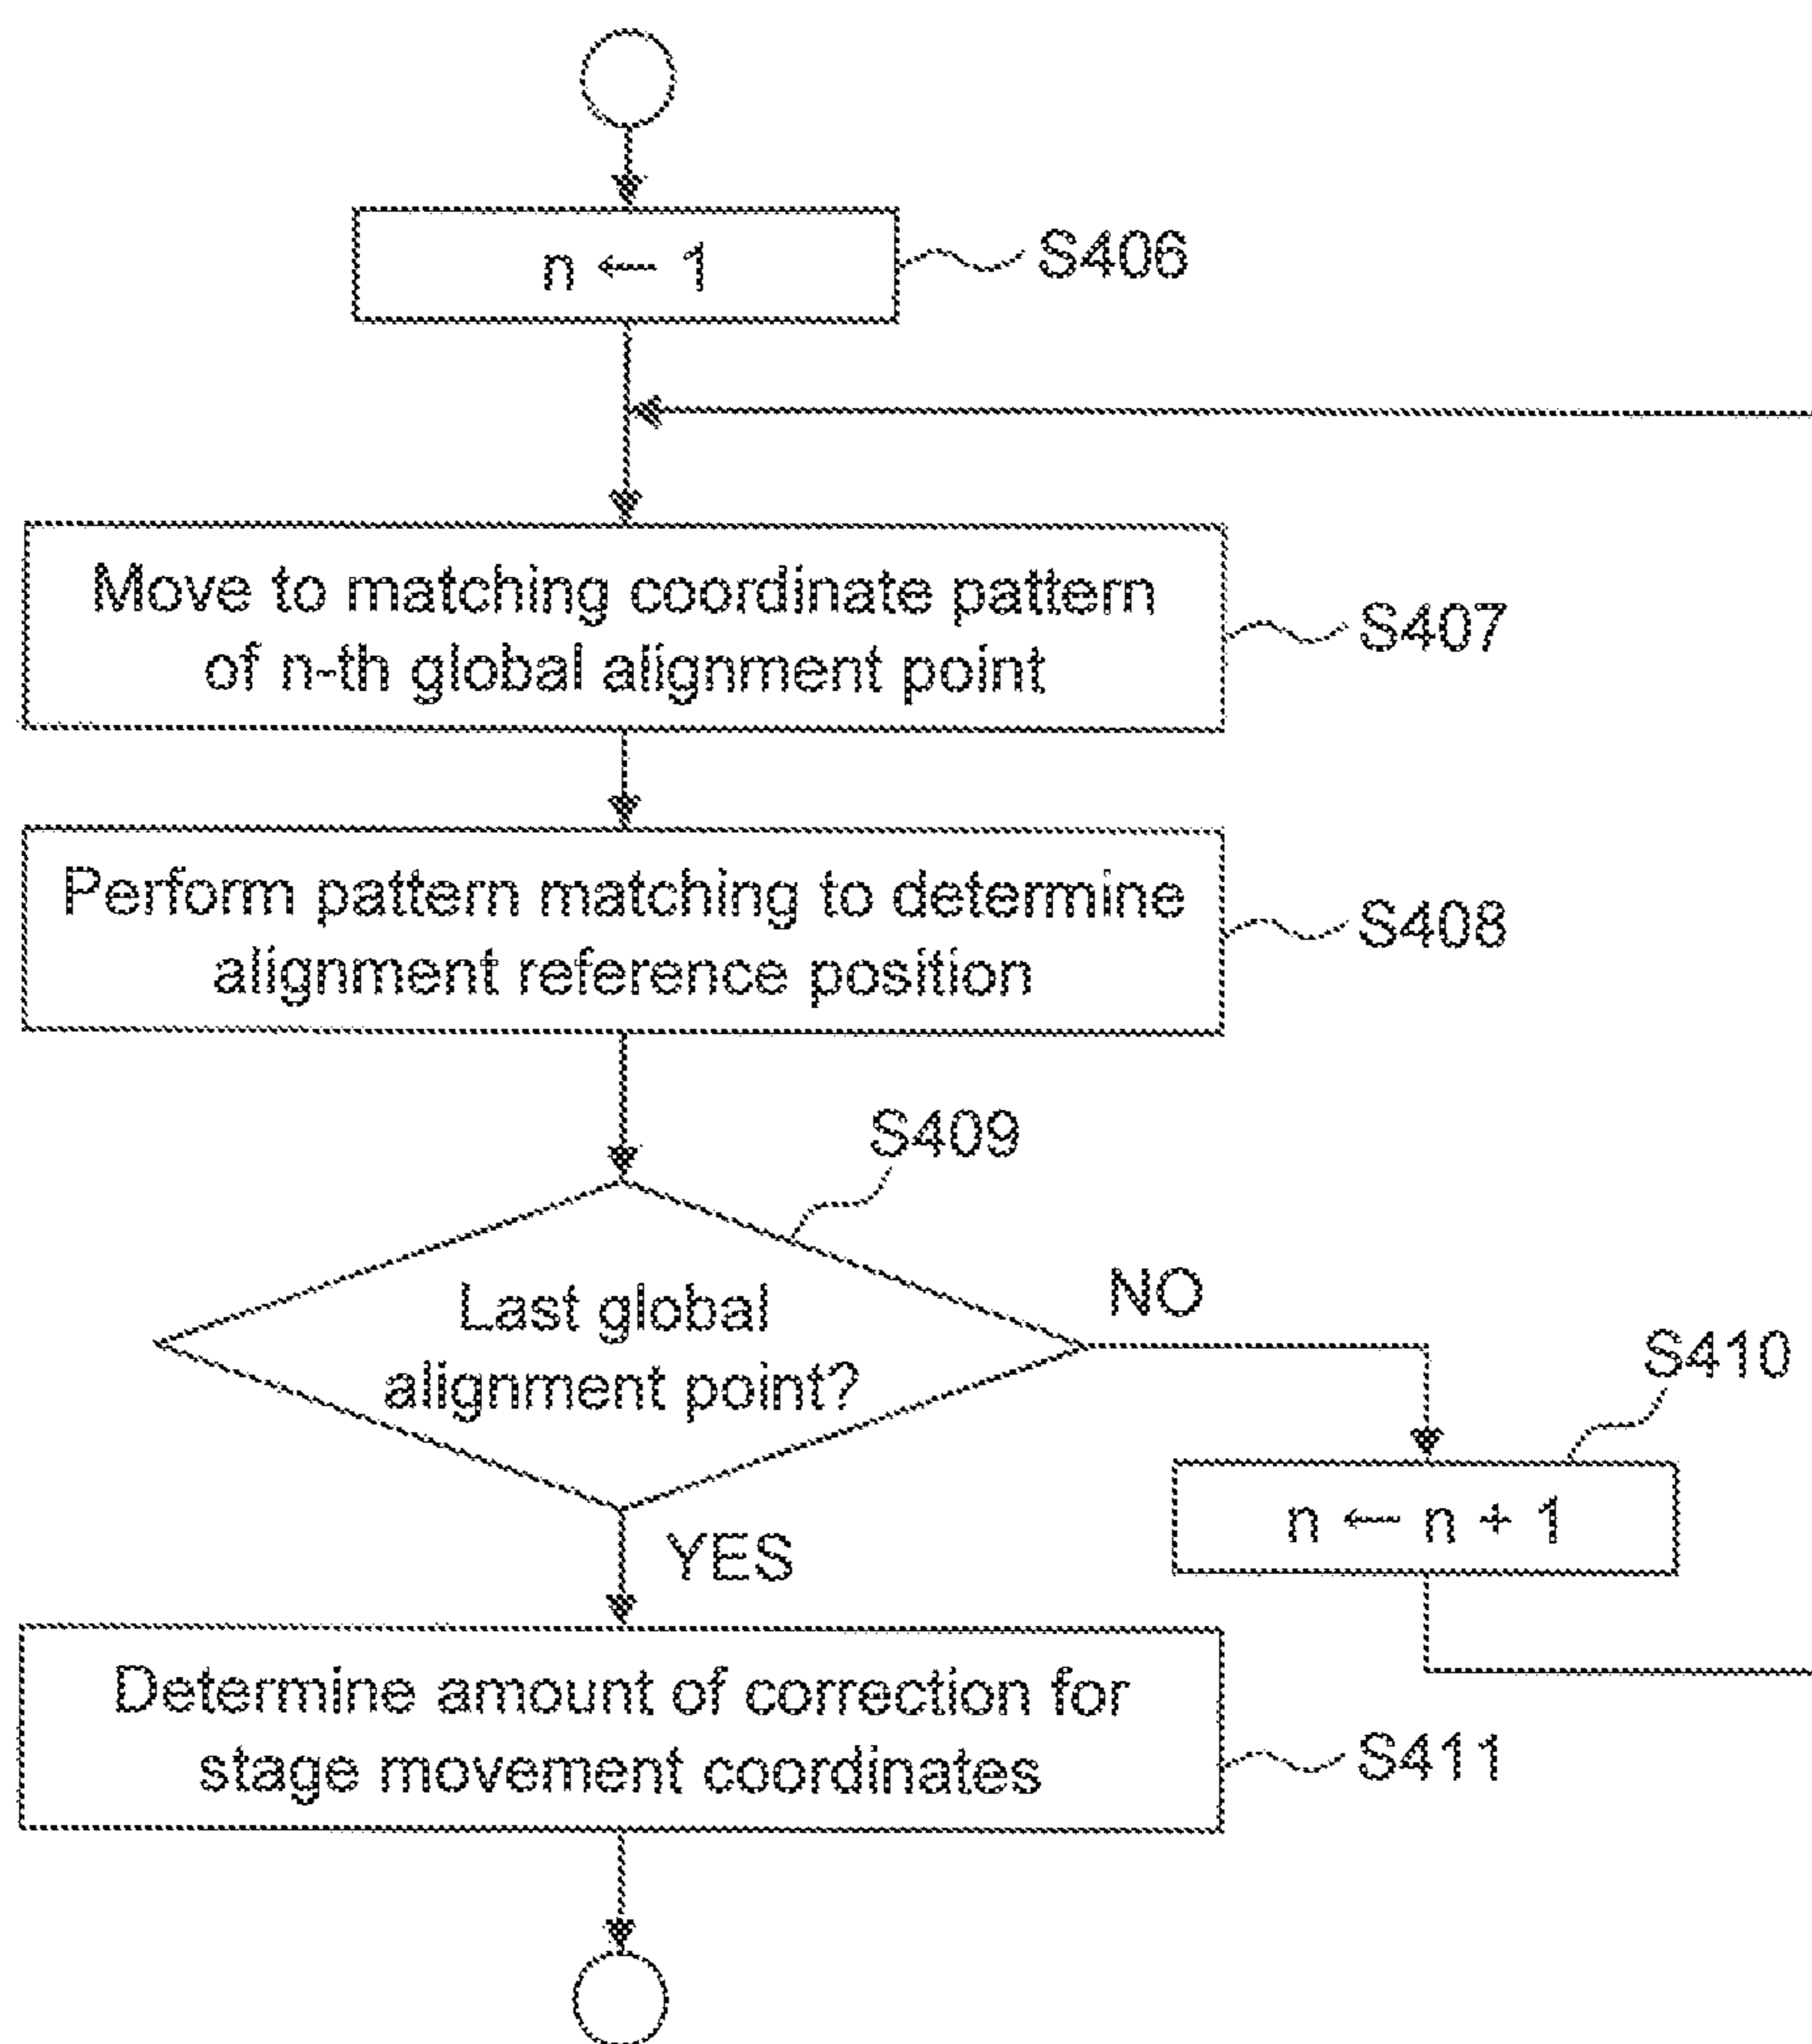 n ← 1
S406
Move to matching coordinate pattern
of n-th global alignment point
S407
Perform pattern matching to determine
alignment reference position
S408
S409
Last global
alignment point?
NO
S410
n ← n + 1
YES
Determine amount of correction for
stage movement coordinates
S411